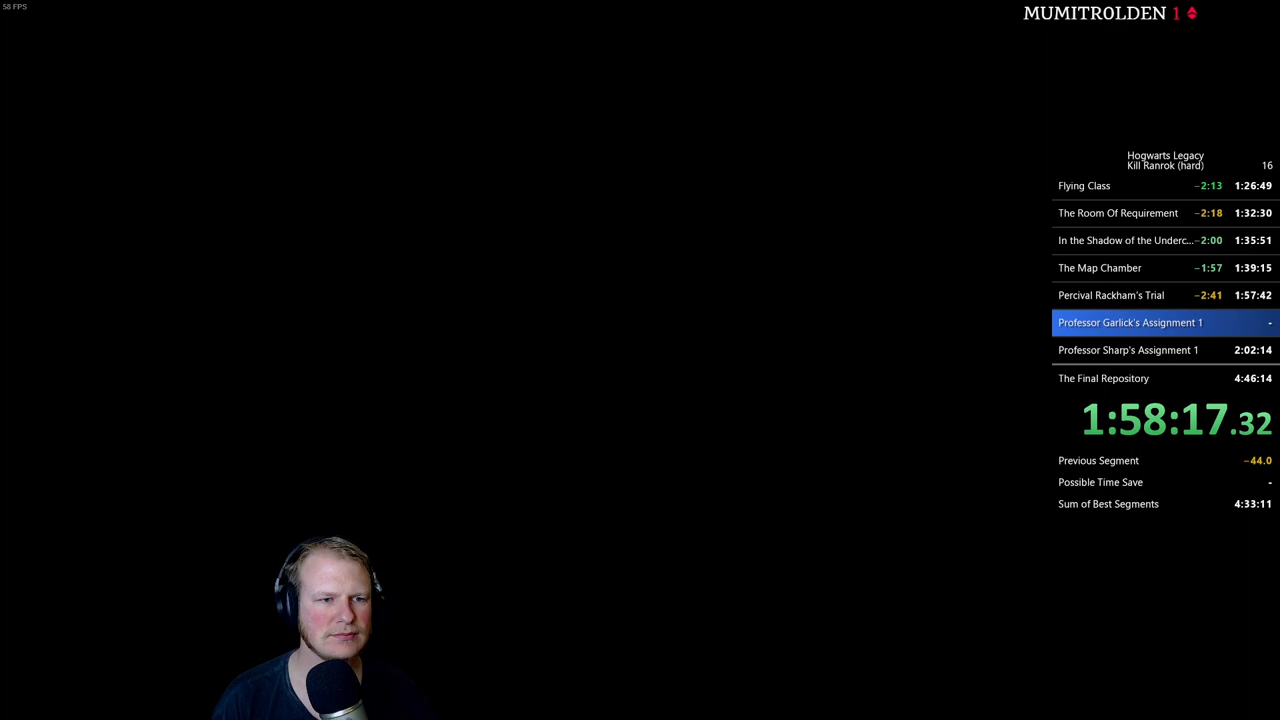 58 FPS
MUMITROLDEN 1
Hogwarts Legacy
Kill Ranrok (hard) 16
Flying Class −2:13 1:26:49
The Room Of Requirement −2:18 1:32:30
In the Shadow of the Underc... −2:00 1:35:51
The Map Chamber −1:57 1:39:15
Percival Rackham's Trial −2:41 1:57:42
Professor Garlick's Assignment 1 -
Professor Sharp's Assignment 1 2:02:14
The Final Repository 4:46:14
1:58:17.32
Previous Segment −44.0
Possible Time Save -
Sum of Best Segments 4:33:11